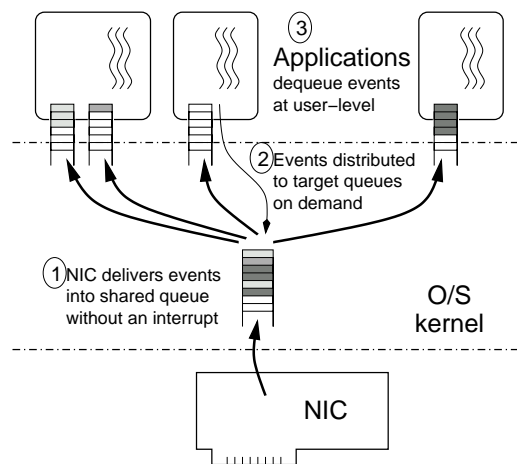 3
Applications
dequeue events
at user–level
2 Events distributed
to target queues
on demand
1 NIC delivers events
into shared queue
without an interrupt
O/S
kernel
NIC